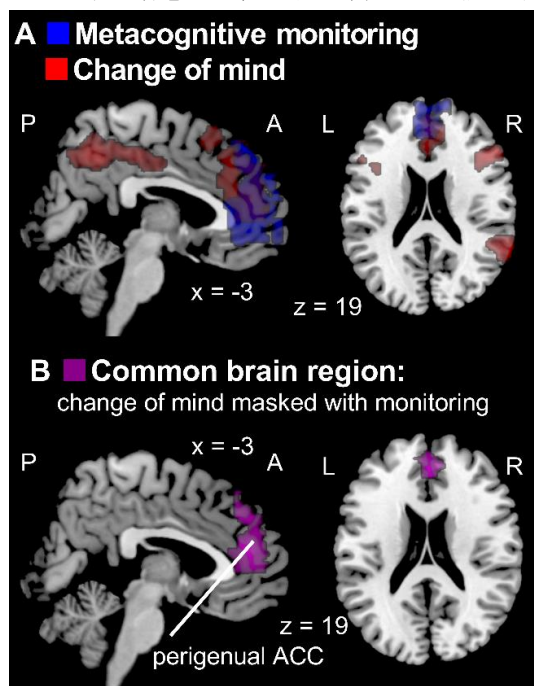 A Metacognitive monitoring
Change of mind
P A L R
x = -3
z = 19
B Common brain region:
change of mind masked with monitoring
x = -3
P A L R
z = 19
perigenual ACC